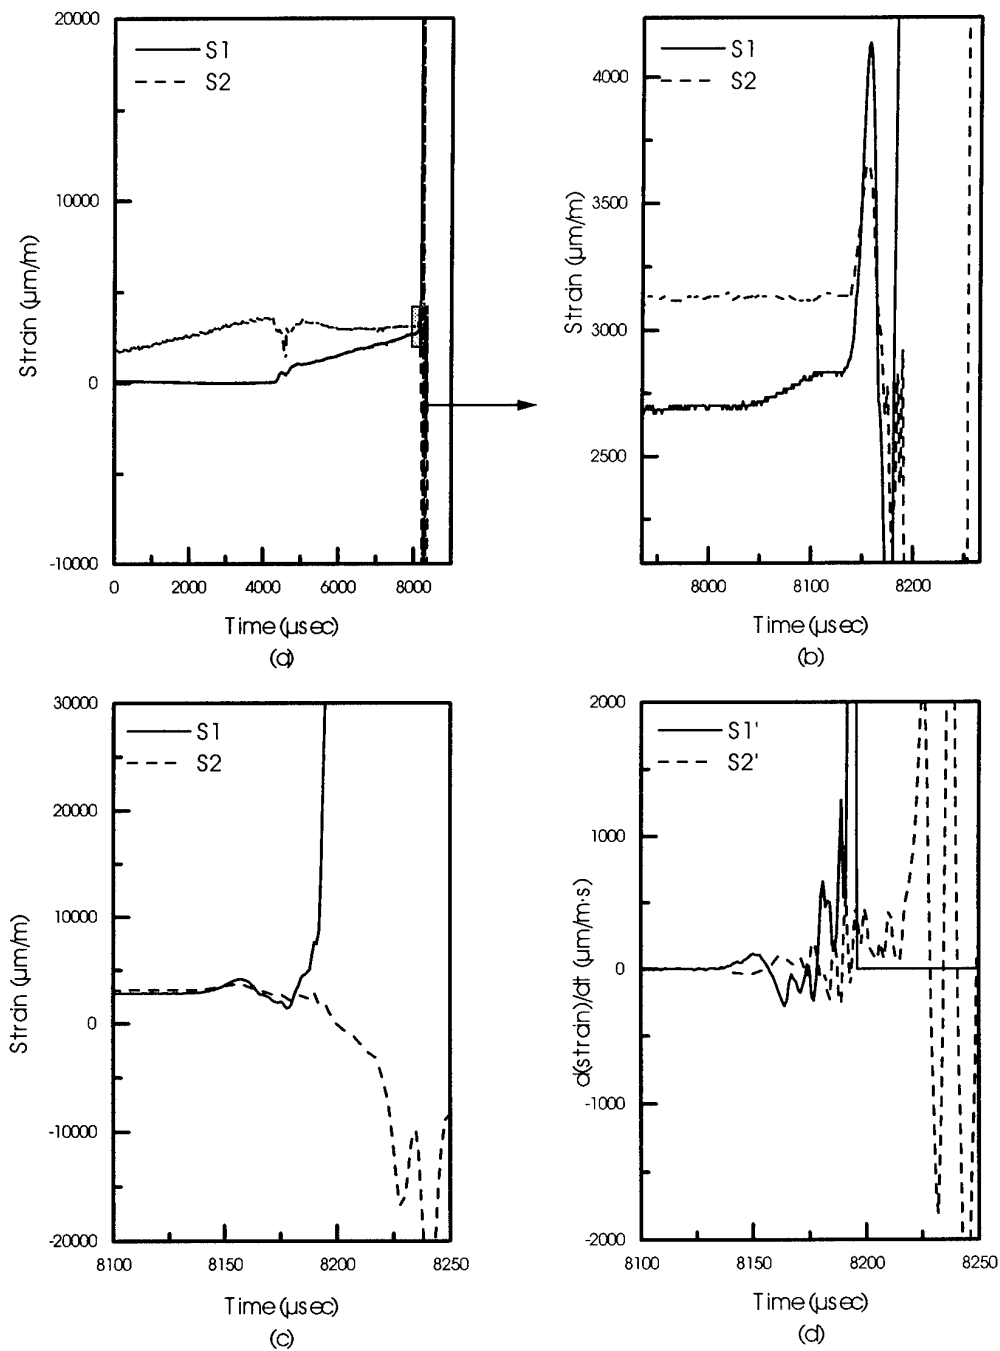 20000
S1
S2
10000
0
-10000
Strain (µm/m)
0 2000 4000 6000 8000
Time (µsec)
(a)
S1
S2
4000
3500
3000
2500
Strain (µm/m)
8000 8100 8200
Time (µsec)
(b)
30000
S1
S2
20000
10000
0
-10000
-20000
Strain (µm/m)
8100 8150 8200 8250
Time (µsec)
(c)
2000
S1'
S2'
1000
0
-1000
-2000
d(strain)/dt (µm/m·s)
8100 8150 8200 8250
Time (µsec)
(d)